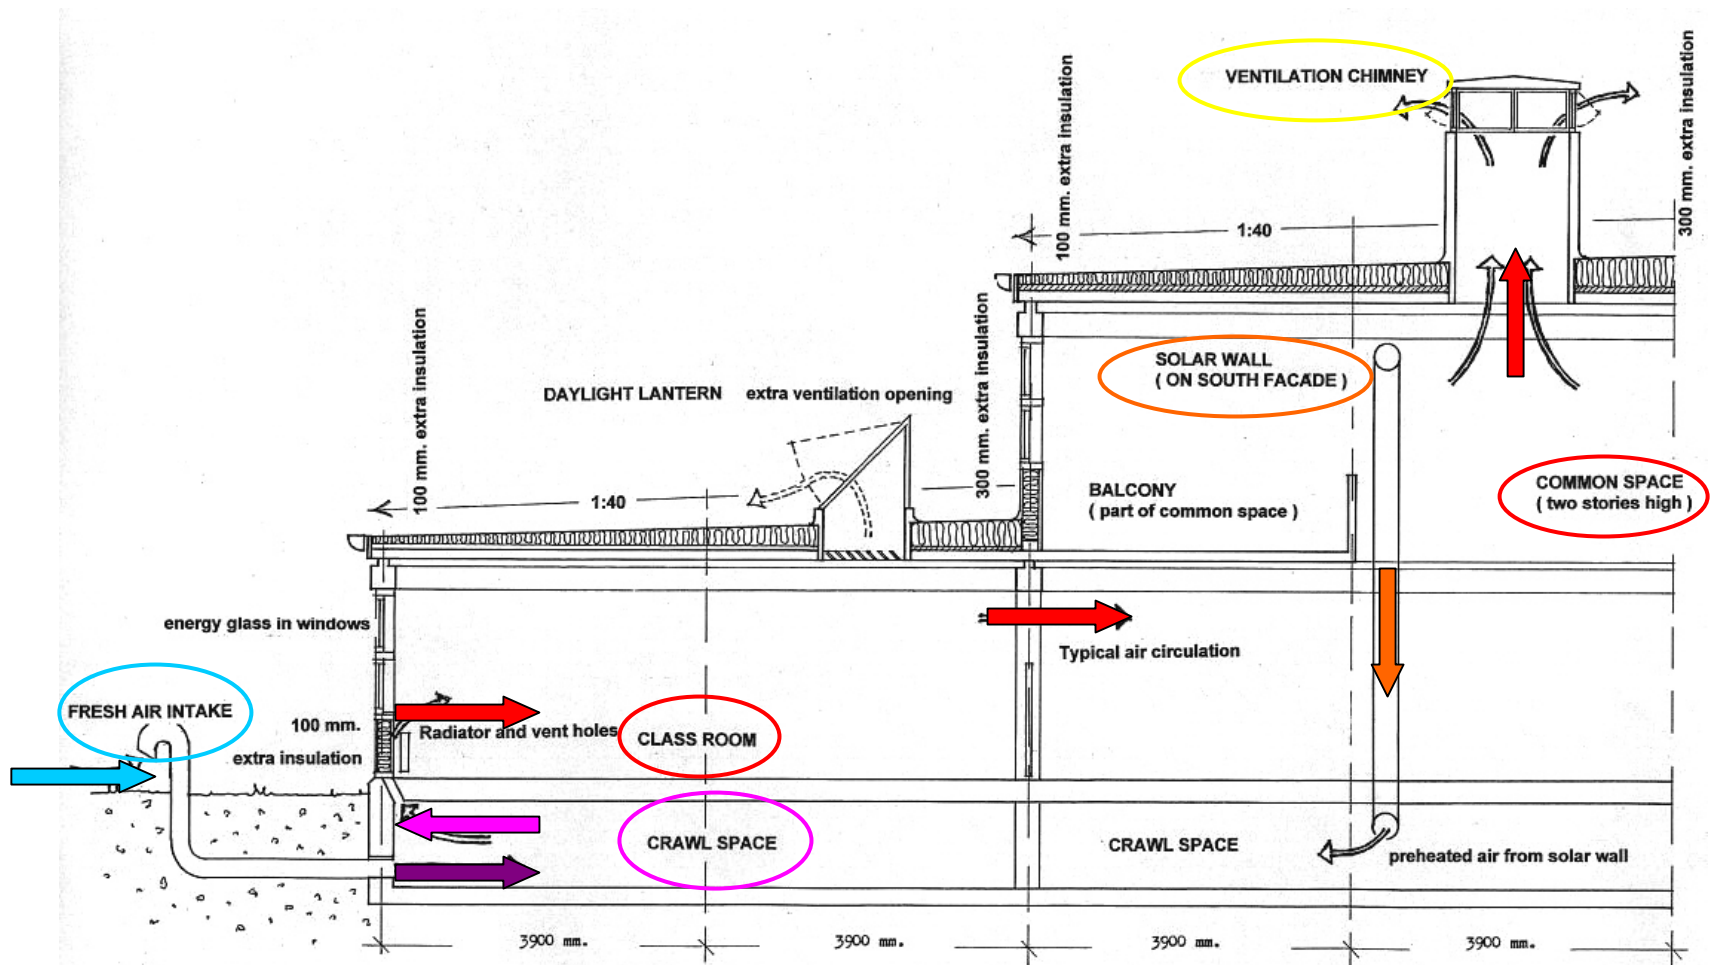 VENTILATION CHIMNEY
100 mm. extra insulation
300 mm. extra insulation
1:40
SOLAR WALL
( ON SOUTH FACADE )
100 mm. extra insulation
300 mm. extra insulation
DAYLIGHT LANTERN
extra ventilation opening
1:40
BALCONY
( part of common space )
COMMON SPACE
( two stories high )
energy glass in windows
Typical air circulation
FRESH AIR INTAKE
100 mm.
extra insulation
Radiator and vent holes
CLASS ROOM
CRAWL SPACE
CRAWL SPACE
preheated air from solar wall
3900 mm.
3900 mm.
3900 mm.
3900 mm.